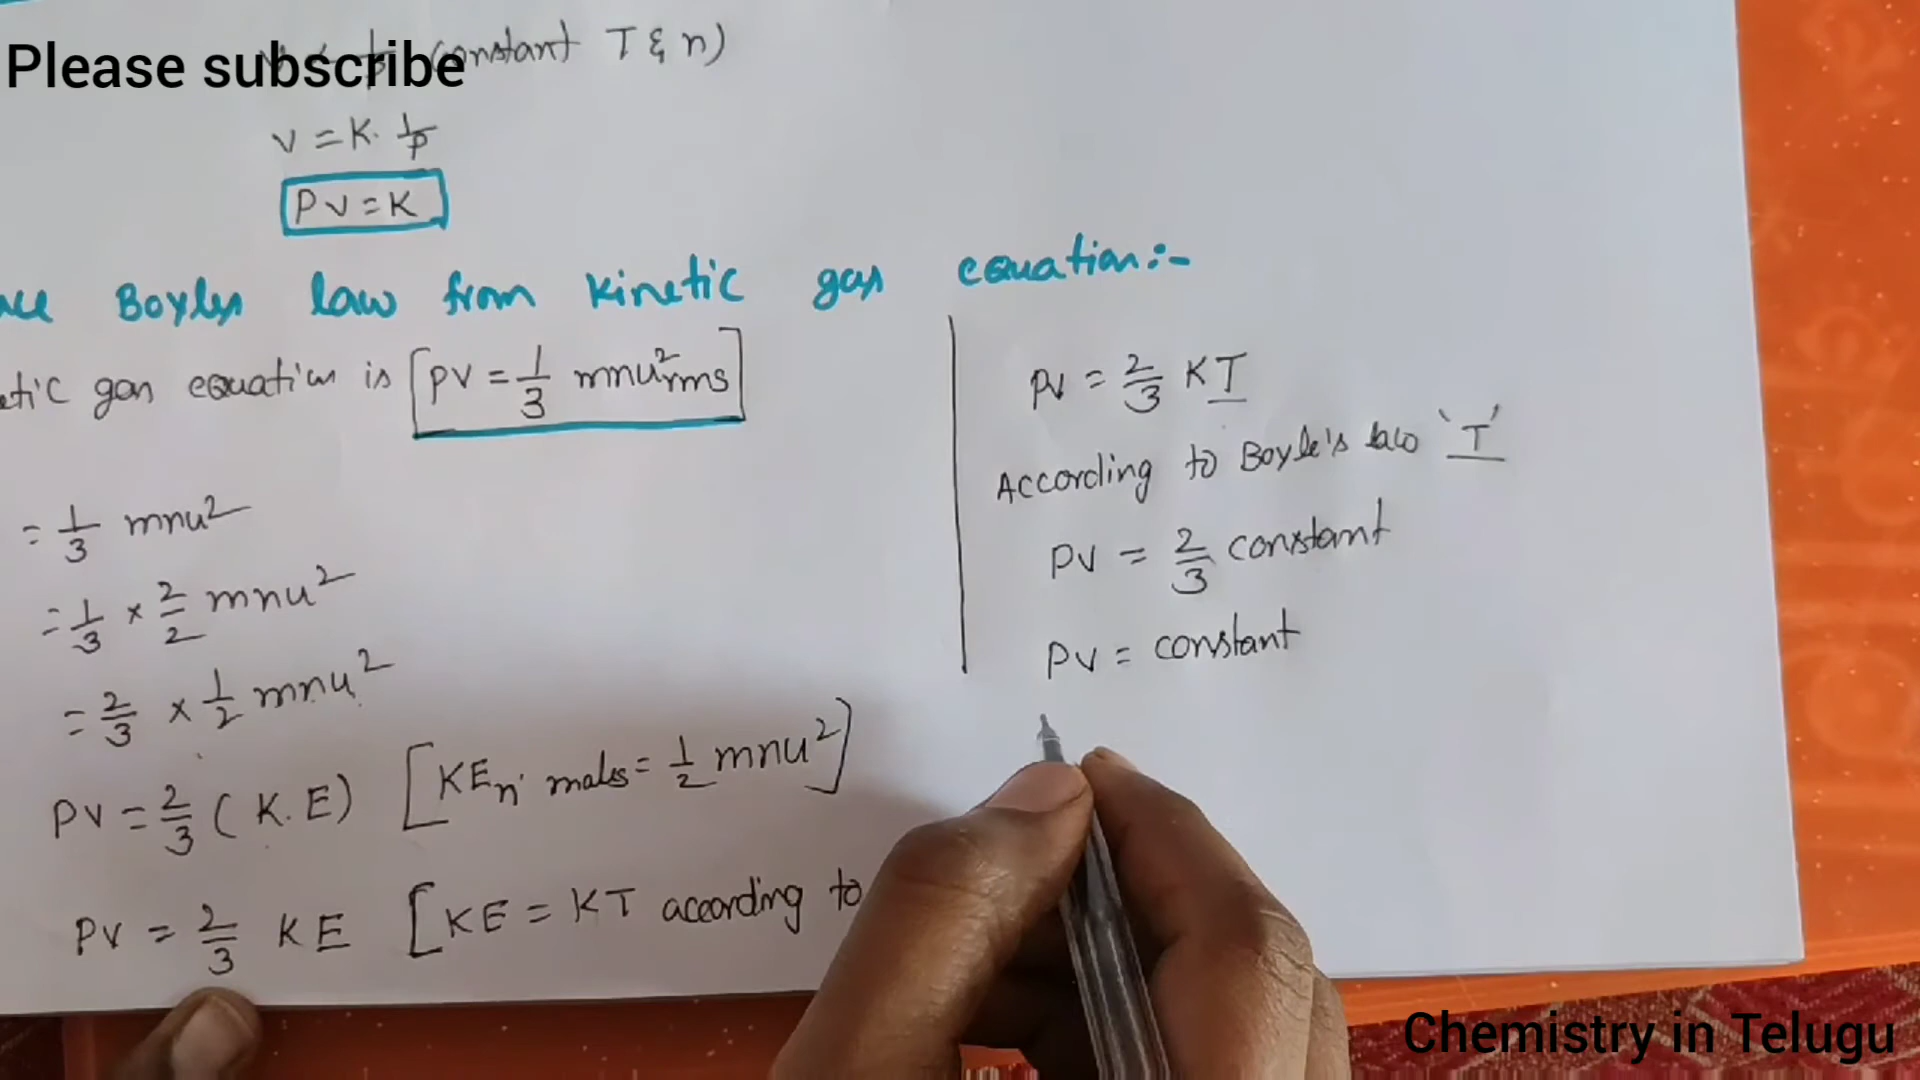 Please subscribe
constant T & n)
V = K. 1/P
PV = K
Boyles law from kinetic gas equation:-
gas equation is [PV = 1/3 mnu²rms]
= 1/3 mnu²
= 1/3 × 2/2 mnu²
= 2/3 × 1/2 mnu²
PV = 2/3 (K.E) [KEn' moles = 1/2 mnu²]
PV = 2/3 KE [KE = KT according to
PV = 2/3 KT
According to Boyle's law 'T'
PV = 2/3 constant
PV = constant
Chemistry in Telugu